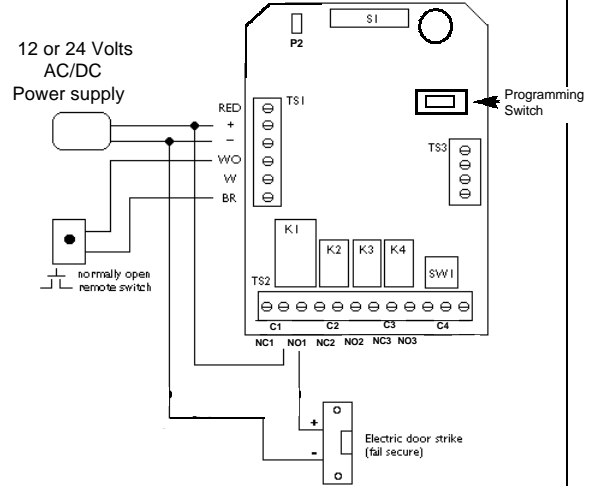 S1
P2
12 or 24 Volts
AC/DC
Power supply
Programming
Switch
RED
TS1
+
−
WO
W
BR
TS3
K1
K2
K3
K4
SW1
TS2
normally open
remote switch
C1
C2
C3
C4
NC1
NO1
NC2
NO2
NC3
NO3
+
-
Electric door strike
(fail secure)